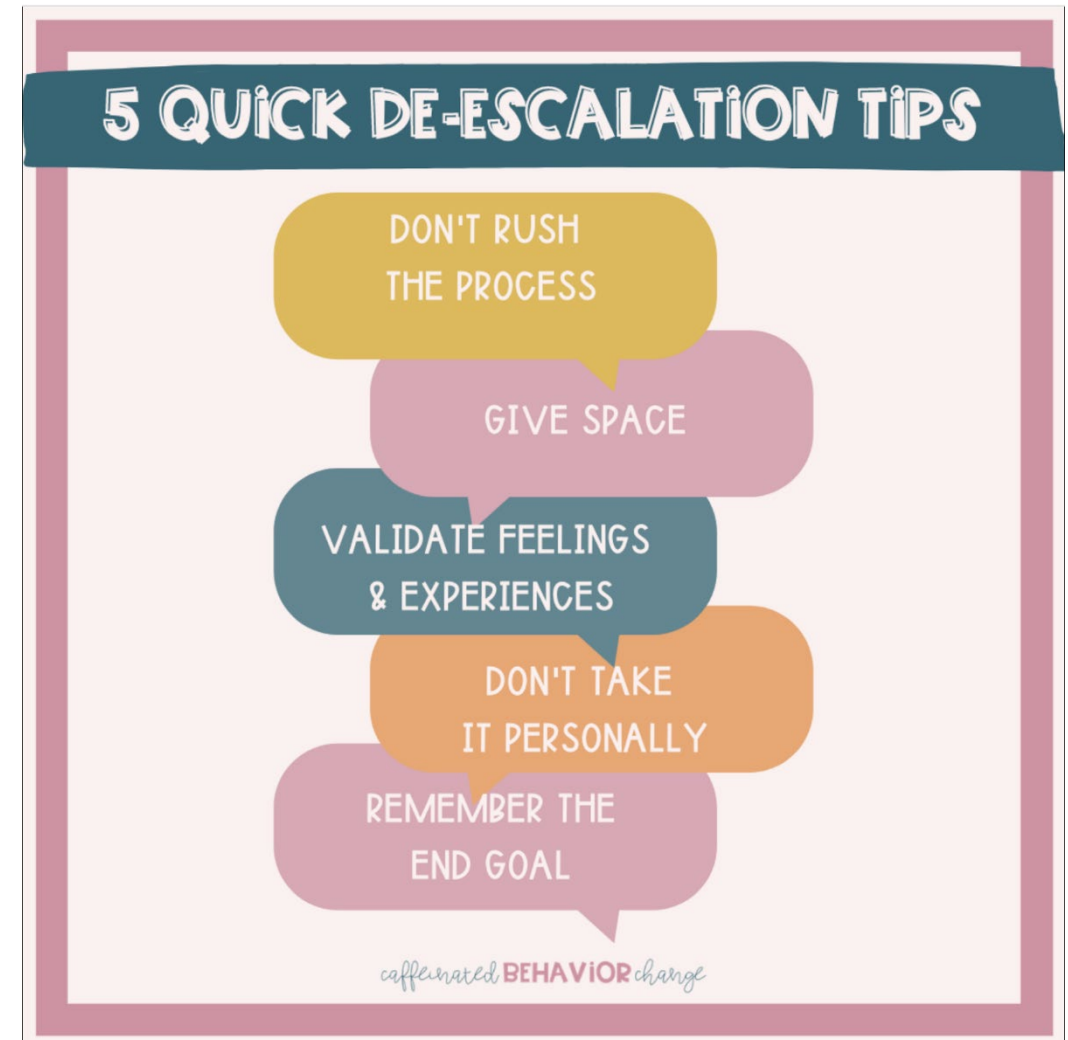 5 QUiCK DE-ESCALATiON TiPS
DON'T RUSH
THE PROCESS
GIVE SPACE
VALIDATE FEELINGS
& EXPERIENCES
DON'T TAKE
IT PERSONALLY
REMEMBER THE
END GOAL
caffeinated BEHAViOR change